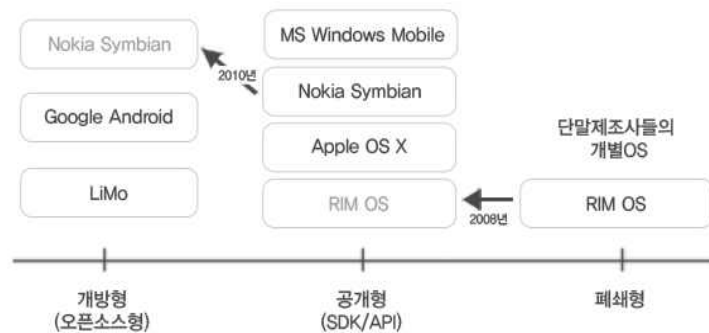 Nokia Symbian
Google Android
LiMo
2010년
MS Windows Mobile
Nokia Symbian
Apple OS X
RIM OS
2008년
단말제조사들의
개별OS
RIM OS
개방형
(오픈소스형)
공개형
(SDK/API)
폐쇄형